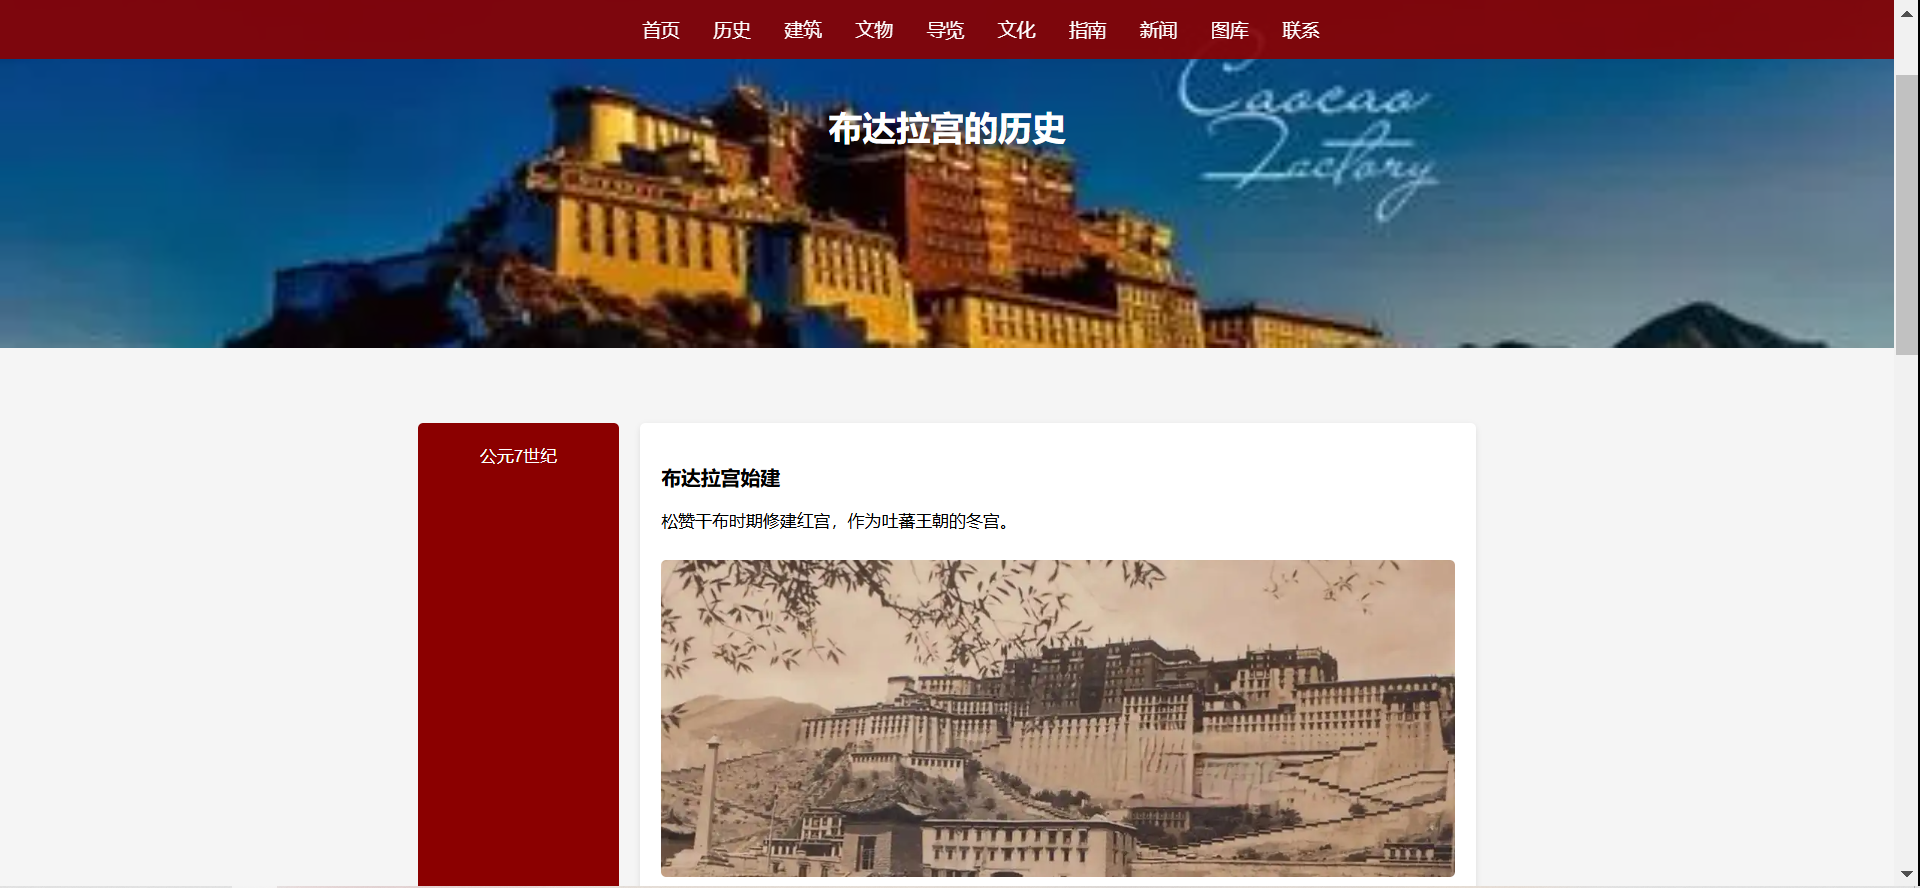 首页 历史 建筑 文物 导览 文化 指南 新闻 图库 联系
Caocao
Factory
布达拉宫的历史
公元7世纪
布达拉宫始建
松赞干布时期修建红宫，作为吐蕃王朝的冬宫。